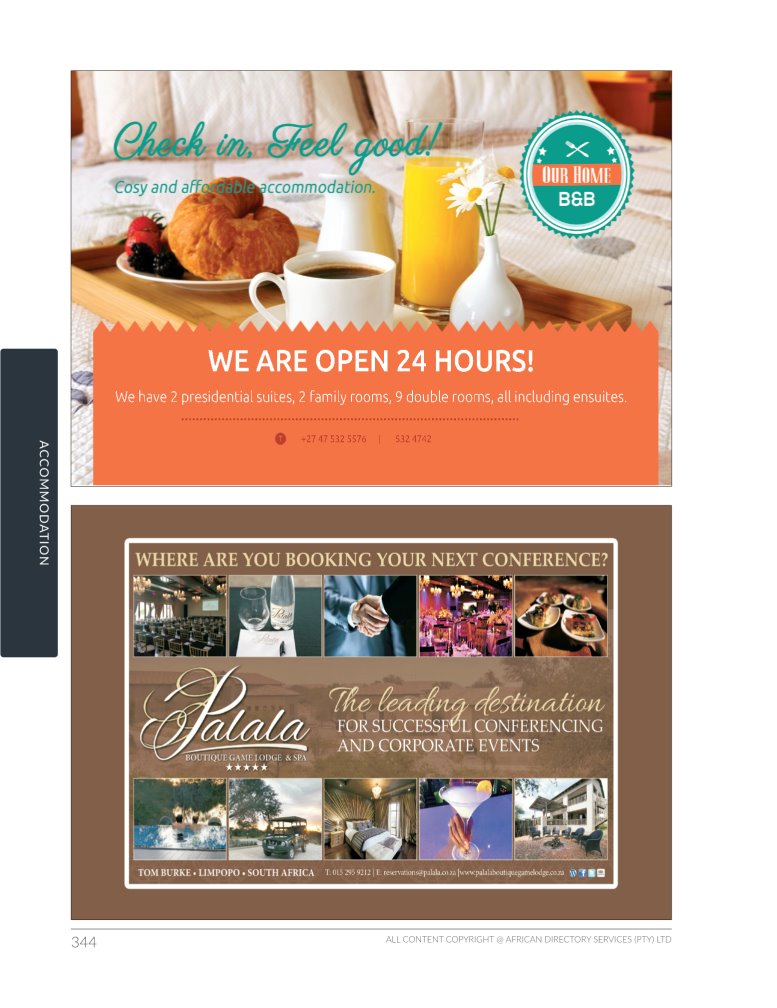 Check in, Feel good!
Cosy and affordable accommodation.
OUR HOME
B&B
WE ARE OPEN 24 HOURS!
We have 2 presidential suites, 2 family rooms, 9 double rooms, all including ensuites.
T +27 47 532 5576 | 532 4742
ACCOMMODATION
WHERE ARE YOU BOOKING YOUR NEXT CONFERENCE?
Palala
BOUTIQUE GAME LODGE & SPA
The leading destination
FOR SUCCESSFUL CONFERENCING
AND CORPORATE EVENTS
TOM BURKE • LIMPOPO • SOUTH AFRICA T: 015 295 9212 | E: reservations@palala.co.za |www.palalaboutiquegamelodge.co.za
344
ALL CONTENT COPYRIGHT @ AFRICAN DIRECTORY SERVICES (PTY) LTD